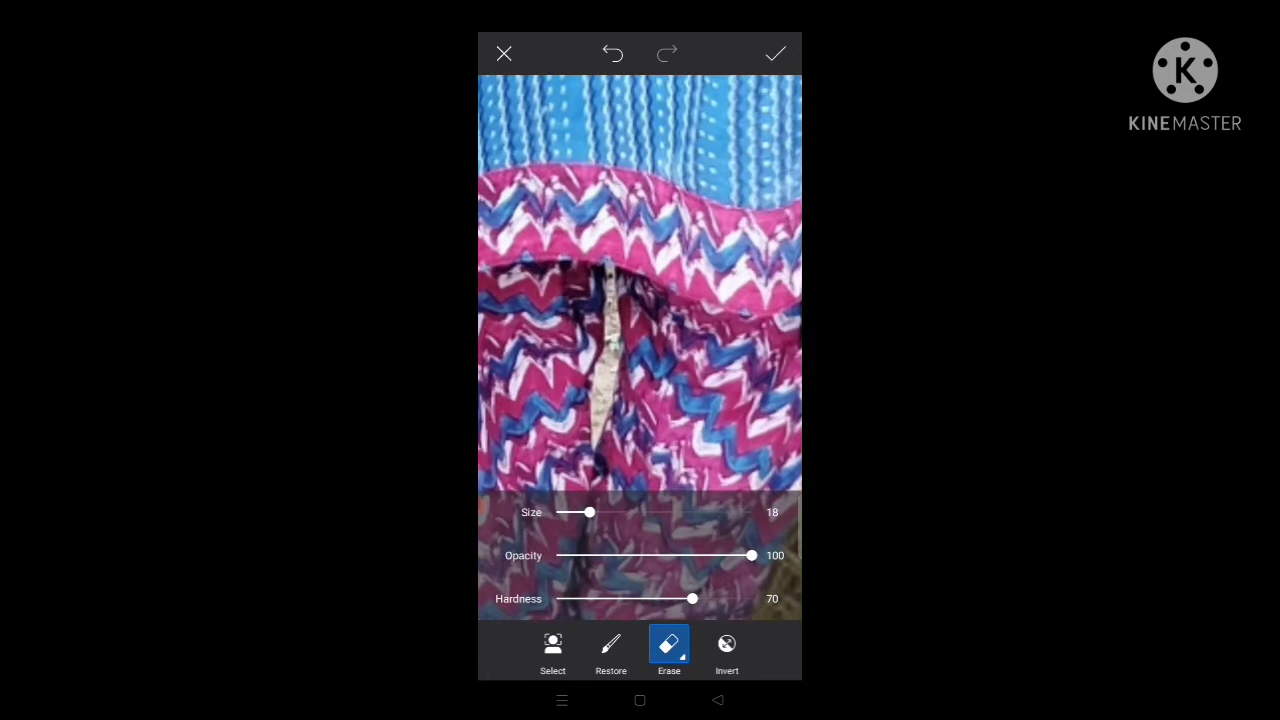 K
KINEMASTER
Size 18
Opacity 100
Hardness 70
Select Restore Erase Invert